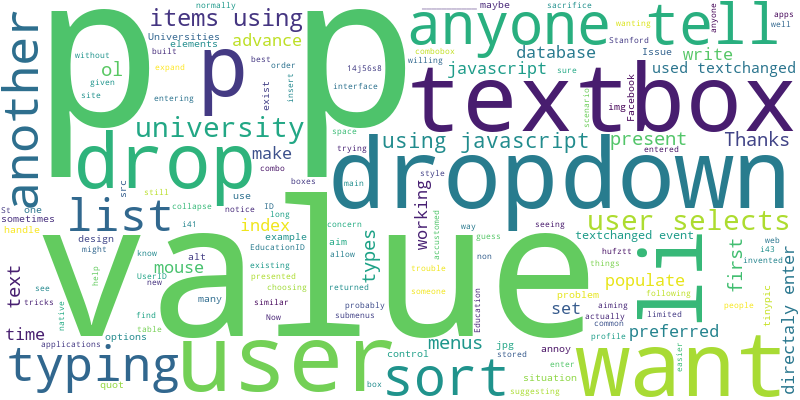 p p
value
textbox
dropdown
anyone tell
user
want
drop
li
p
list
typing
sort
another
university
user selects
items using
using javascript
menus
preferred
directaly enter
first
types
index
mouse
make
advance
ol
database
javascript
write
used textchanged
present
Thanks
working
textchanged event
populate
set
text
time
normally
maybe
sacrifice
wanting
anyone
apps
well
Universities
elements
without
built
expand
best
order
14j56s8
combobox
willing
Issue
Stanford
sure
given
insert
interface
site
entering
exist
scenario
img
Facebook
space
trying
entered
combo
boxes
main
style
src
still
use
St
one
sometimes
handle
collapse
notice
ID
long
i41
design
might
example
concern
way
accustomed
seeing
guess
things
hufztt
web
i43
invented
alt
EducationID
aim
allow
non
know
see
tricks
help
UserID
new
existing
presented
choosing
returned
probably
submenus
trouble
someone
problem
following
aiming
actually
people
tinypic
native
find
table
many
similar
Now
Education
limited
common
profile
applications
options
quot
control
box
jpg
stored
annoy
situation
enter
suggesting
easier